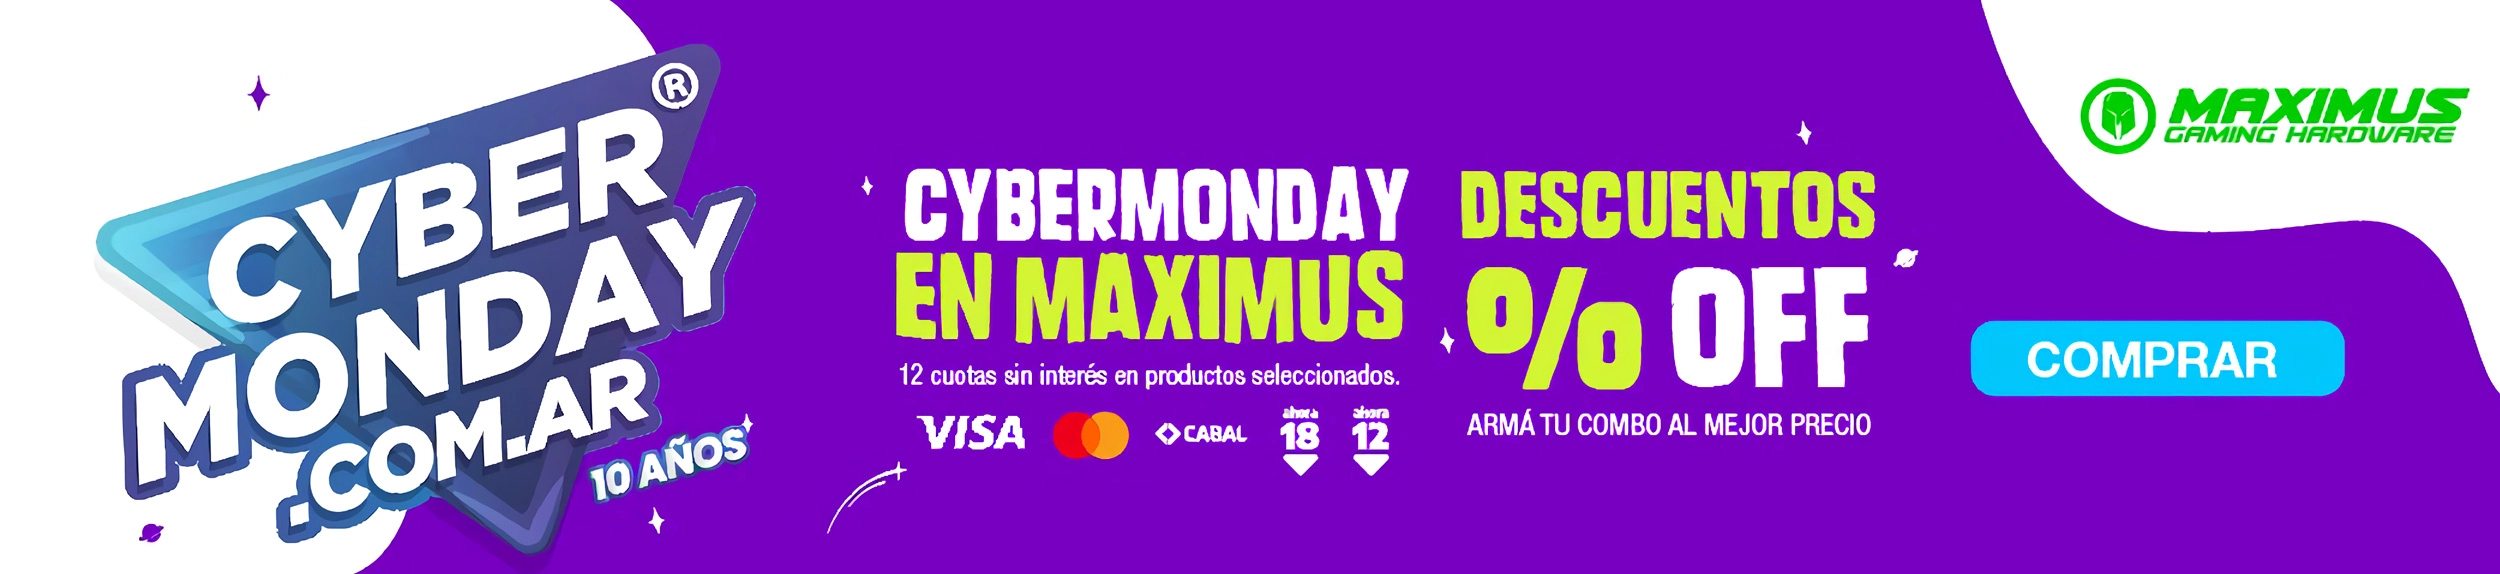 CYBER®
MONDAY
.COM.AR
10 AÑOS
CYBERMONDAY
EN MAXIMUS
12 cuotas sin interés en productos seleccionados.
VISA
CABAL
ahora
18
ahora
12
DESCUENTOS
% OFF
ARMÁ TU COMBO AL MEJOR PRECIO
MAXIMUS
GAMING HARDWARE
COMPRAR